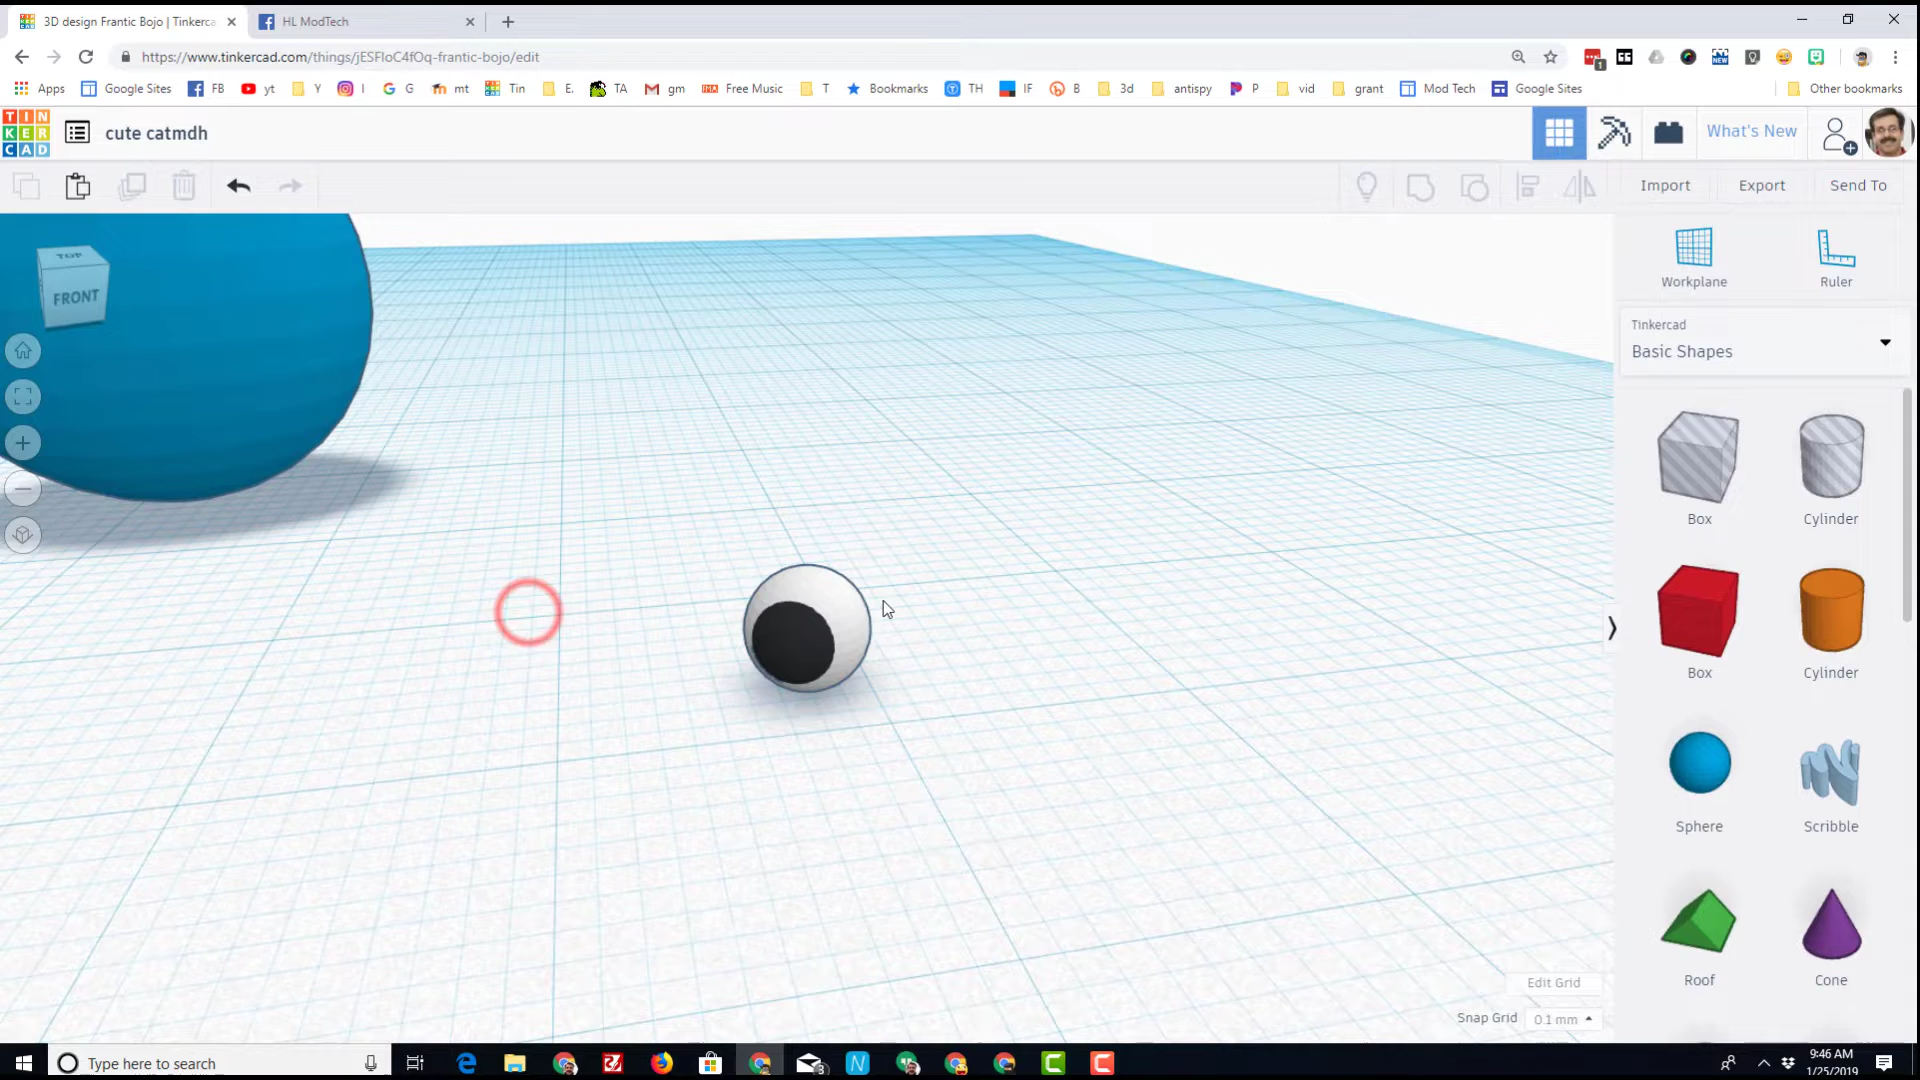 3D design Frantic Bojo | Tinkerca
HL ModTech
https://www.tinkercad.com/things/jESFloC4fOq-frantic-bojo/edit
Apps
Google Sites
FB
yt
Y
I
G
mt
Tin
E.
TA
gm
Free Music
T
Bookmarks
TH
IF
B
3d
antispy
P
vid
grant
Mod Tech
Google Sites
Other bookmarks
TIN
KER
CAD
cute catmdh
What's New
Import
Export
Send To
TOP
FRONT
Workplane
Ruler
Tinkercad
Basic Shapes
Box
Cylinder
Box
Cylinder
Sphere
Scribble
Roof
Cone
Edit Grid
Snap Grid
0.1 mm
Type here to search
9:46 AM
1/25/2019